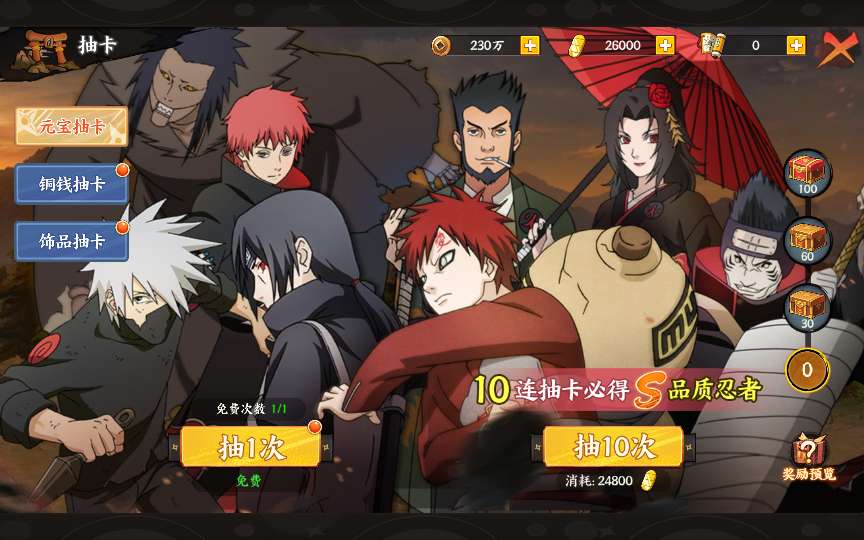 抽卡
230万
26000
0
元宝抽卡
铜钱抽卡
饰品抽卡
100
60
30
0
10连抽卡必得S品质忍者
免费次数 1/1
抽1次
免费
抽10次
消耗: 24800
?
奖励预览